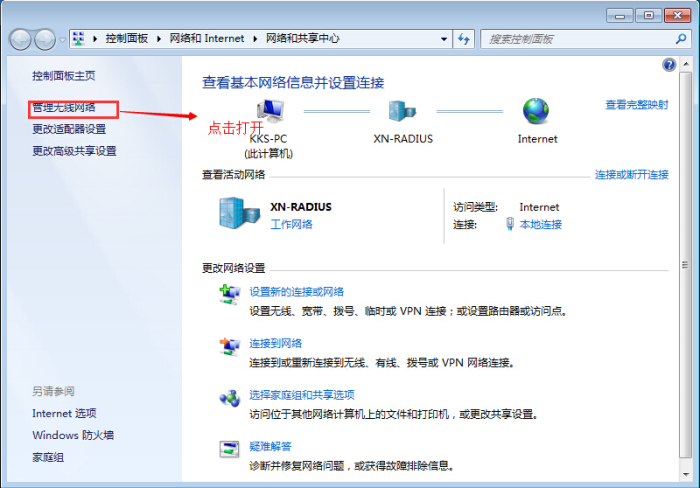 控制面板 ▸ 网络和 Internet ▸ 网络和共享中心
搜索控制面板
控制面板主页
管理无线网络
更改适配器设置
更改高级共享设置
点击打开
查看基本网络信息并设置连接
查看完整映射
KKS-PC
(此计算机)
XN-RADIUS
Internet
查看活动网络
连接或断开连接
XN-RADIUS
工作网络
访问类型: Internet
连接: 本地连接
更改网络设置
设置新的连接或网络
设置无线、宽带、拨号、临时或 VPN 连接；或设置路由器或访问点。
连接到网络
连接到或重新连接到无线、有线、拨号或 VPN 网络连接。
选择家庭组和共享选项
访问位于其他网络计算机上的文件和打印机，或更改共享设置。
疑难解答
诊断并修复网络问题，或获得故障排除信息。
另请参阅
Internet 选项
Windows 防火墙
家庭组